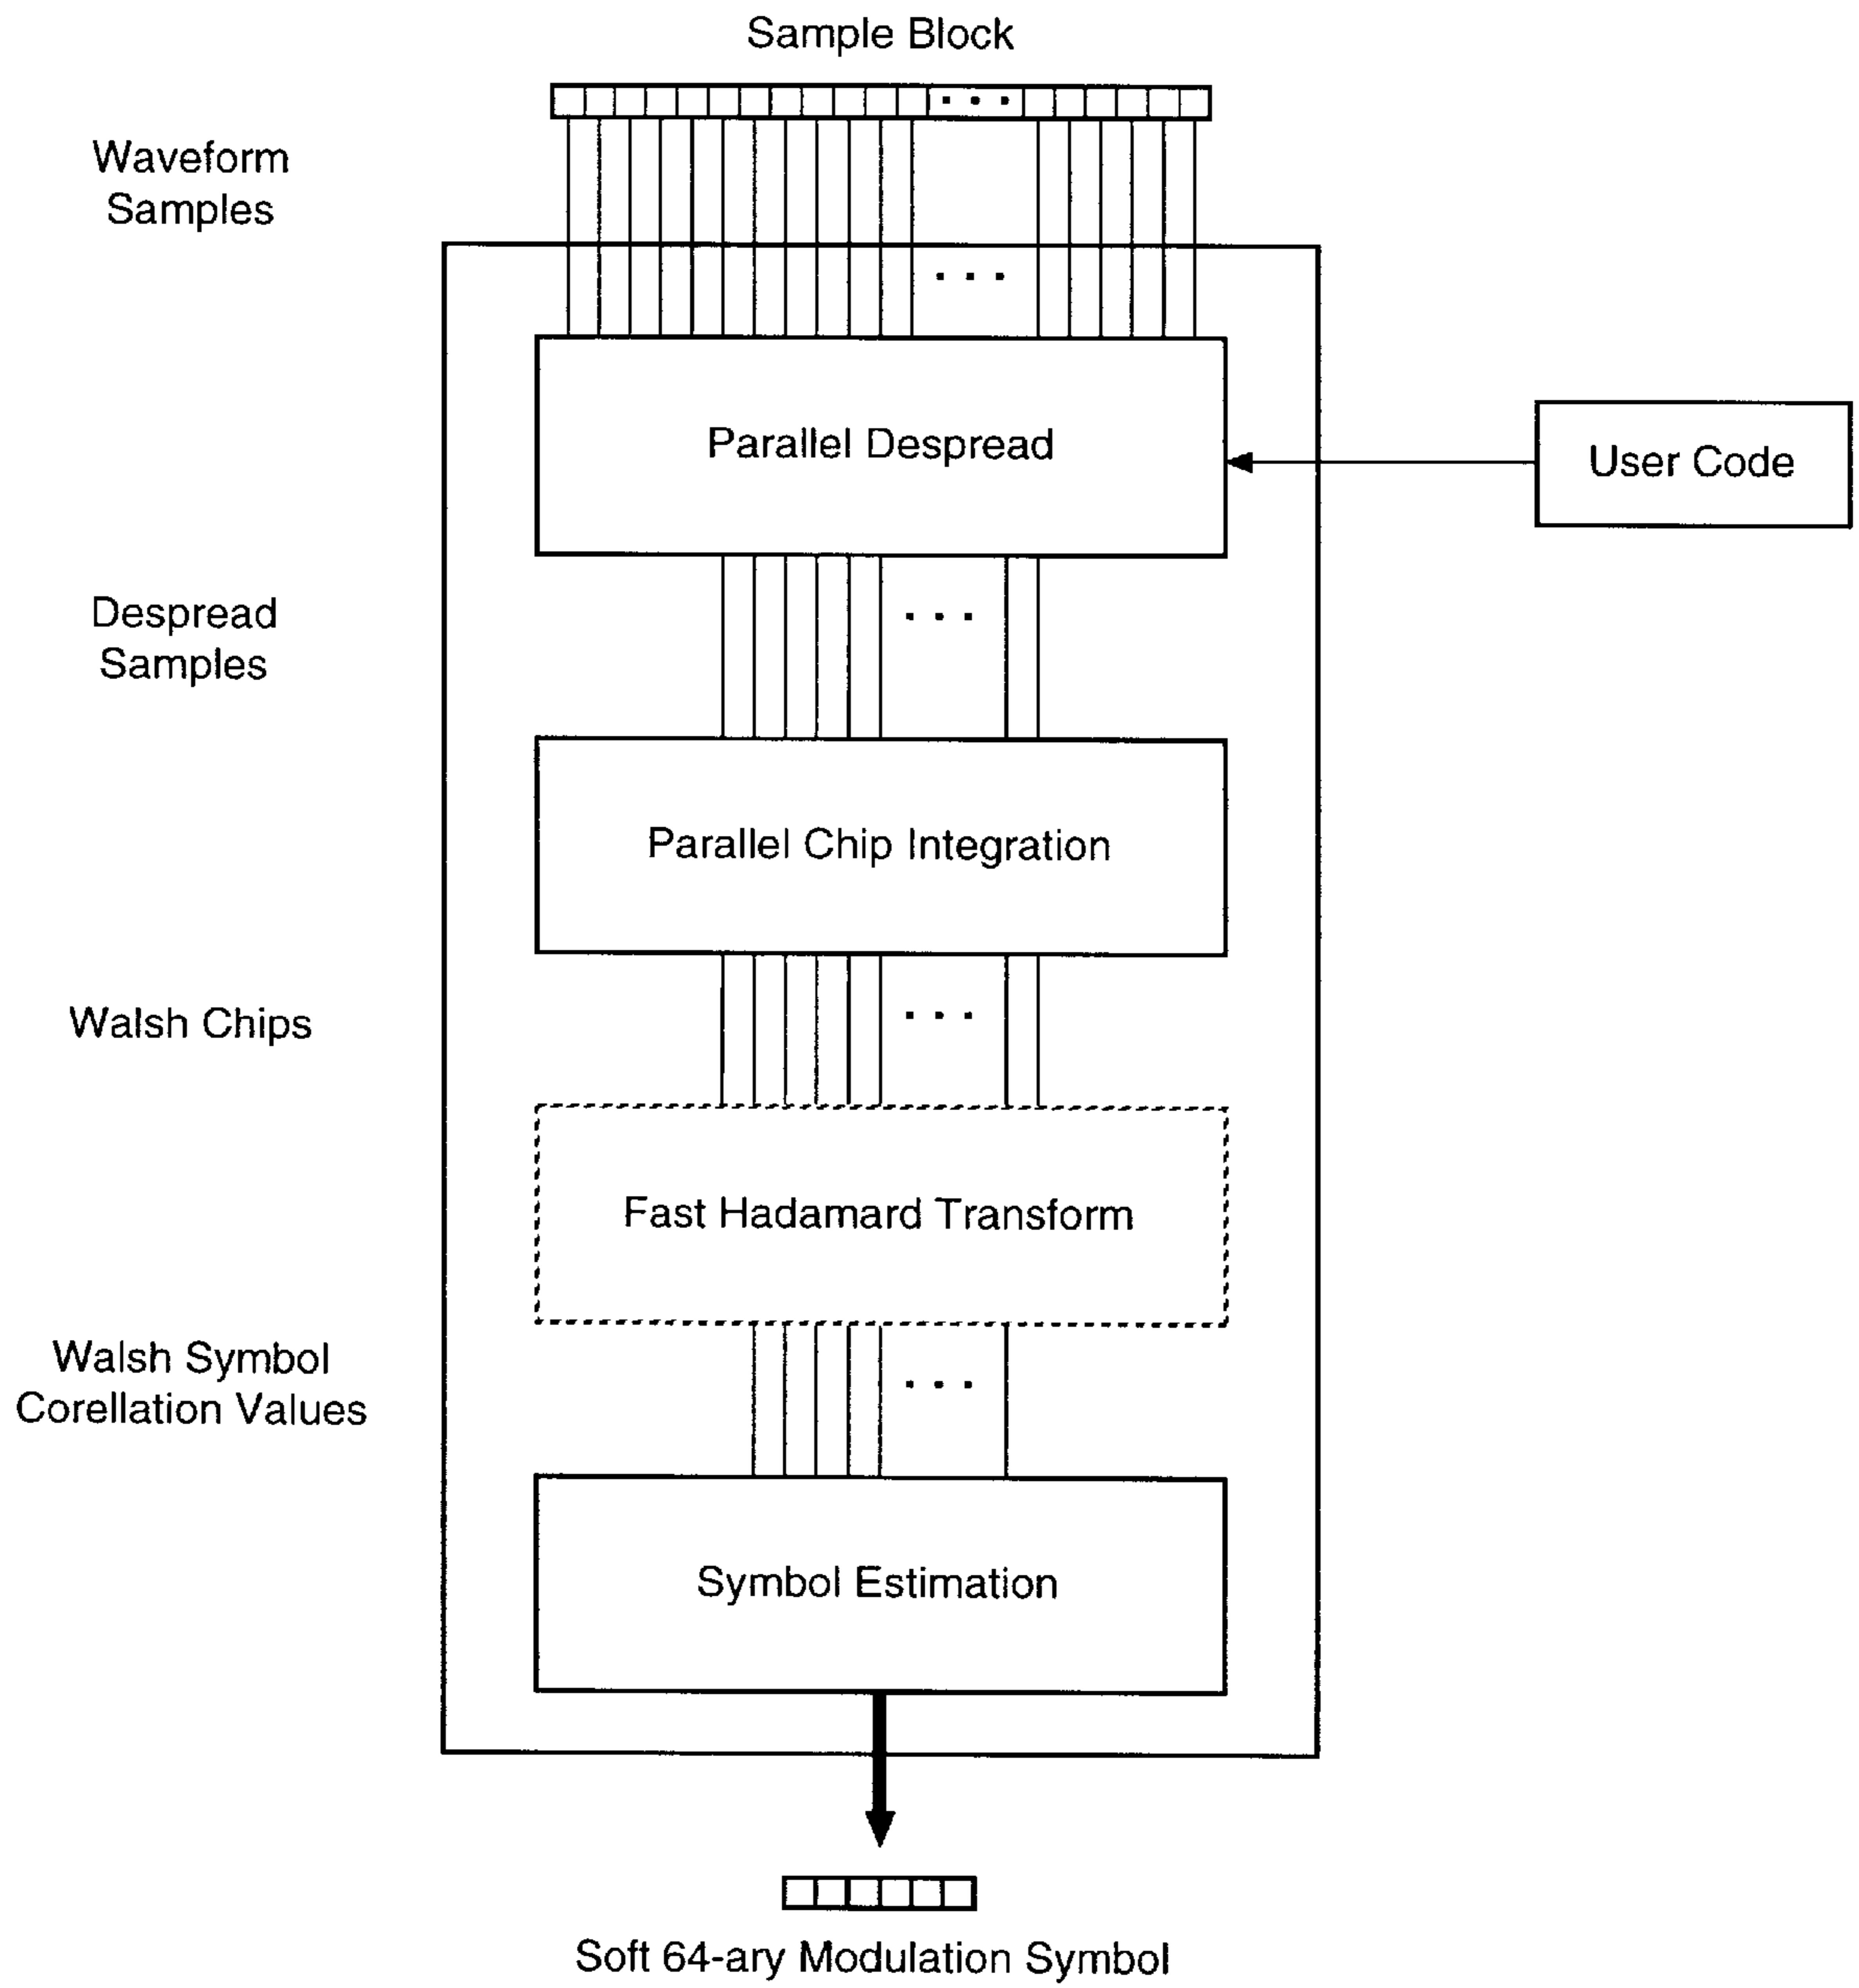 Sample Block
Waveform
Samples
Parallel Despread
User Code
Despread
Samples
Parallel Chip Integration
Walsh Chips
Fast Hadamard Transform
Walsh Symbol
Corellation Values
Symbol Estimation
Soft 64-ary Modulation Symbol